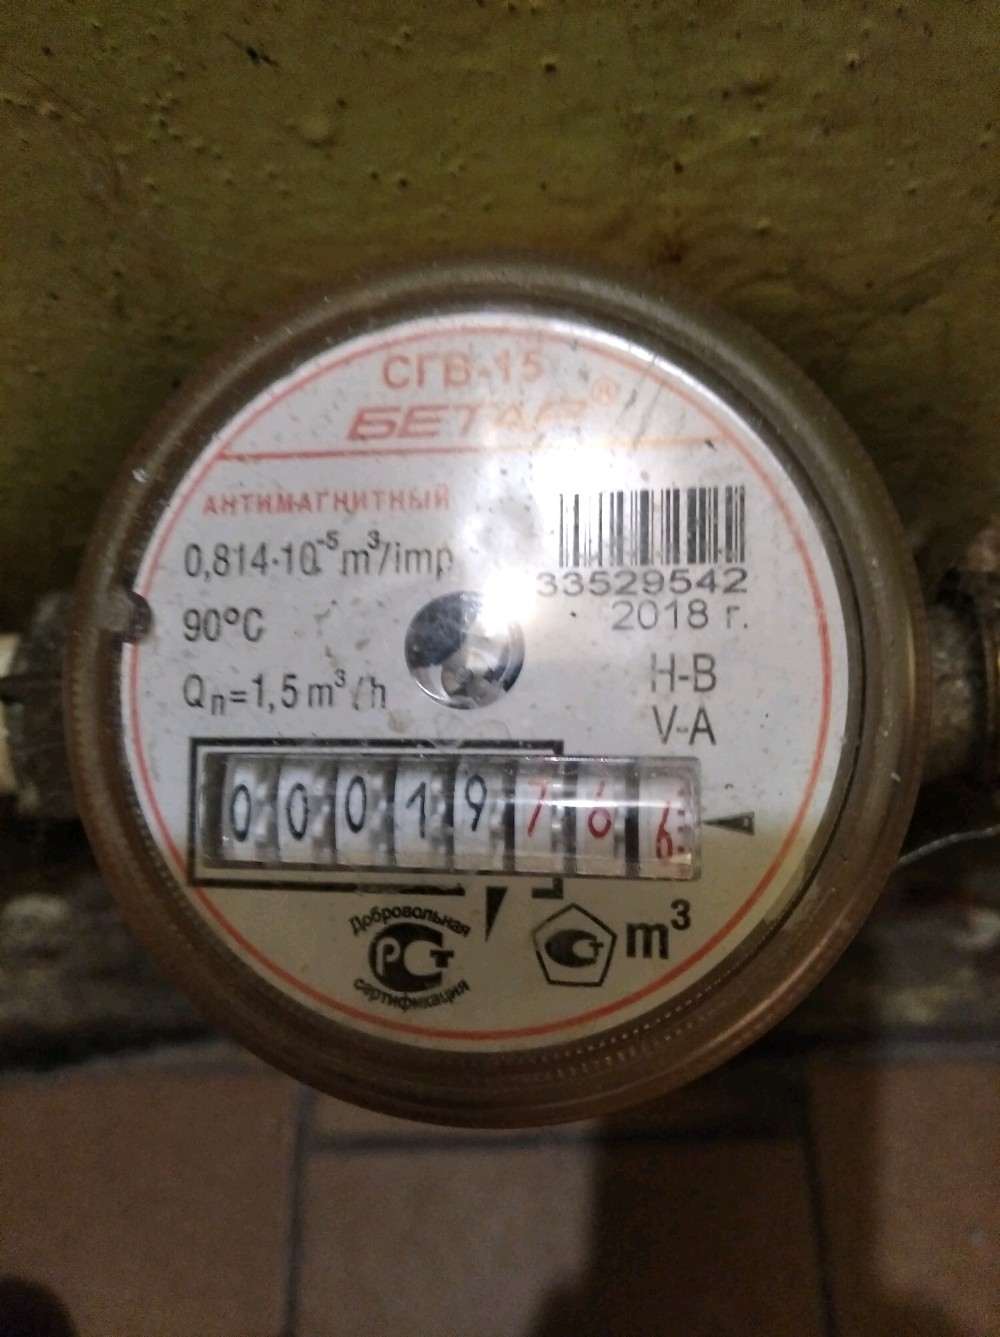 СГВ-15
БЕТАР®
АНТИМАГНИТНЫЙ
0,814·10⁻⁵ m³/imp
33529542
2018 г.
90°C
Qn=1,5 m³/h
H-B
V-A
00019766
m³
Добровольная
РСТ
сертификация